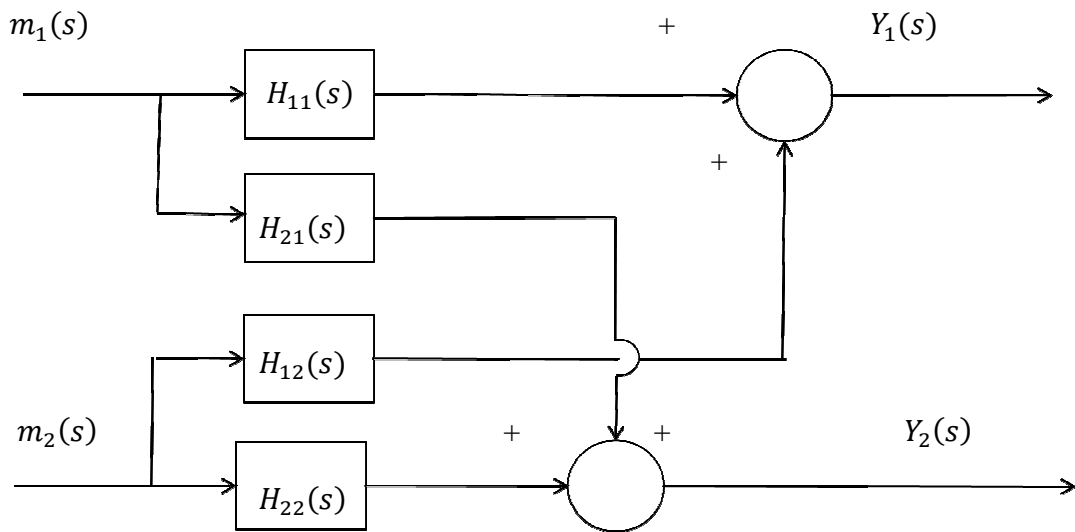 m₁(s) + Y₁(s)
H₁₁(s)
+
H₂₁(s)
H₁₂(s)
m₂(s) + + Y₂(s)
H₂₂(s)